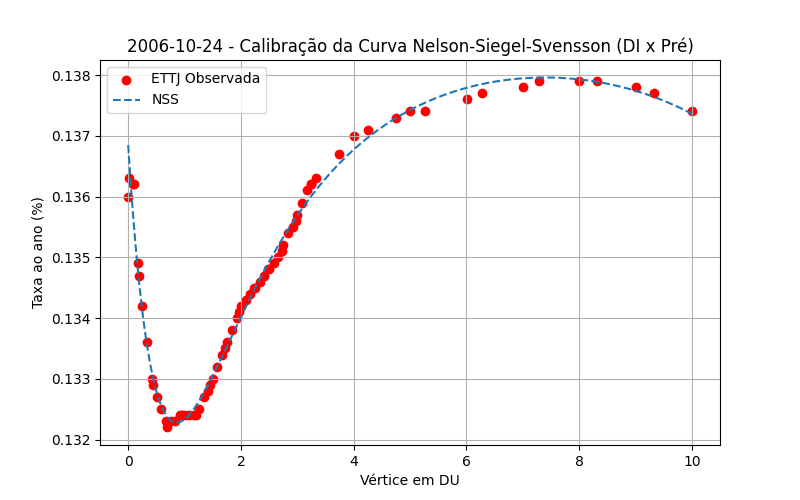 2006-10-24 - Calibração da Curva Nelson-Siegel-Svensson (DI x Pré)
ETTJ Observada
NSS
Taxa ao ano (%)
0.138
0.137
0.136
0.135
0.134
0.133
0.132
0
2
4
6
8
10
Vértice em DU